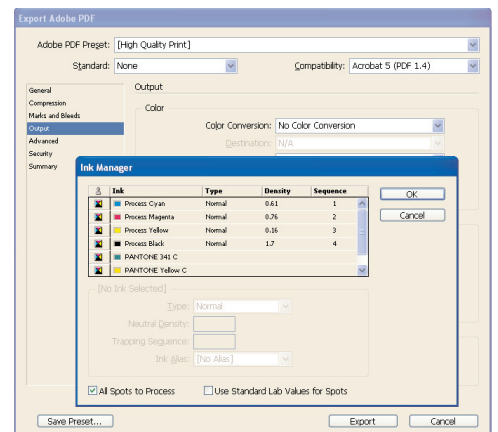 Export Adobe PDF
Adobe PDF Preset: [High Quality Print]
Standard: None Compatibility: Acrobat 5 (PDF 1.4)
General
Compression
Marks and Bleeds
Output
Advanced
Security
Summary
Output
Color
Color Conversion: No Color Conversion
Destination: N/A
Ink Manager
Ink Type Density Sequence
Process Cyan Normal 0.61 1
Process Magenta Normal 0.76 2
Process Yellow Normal 0.16 3
Process Black Normal 1.7 4
PANTONE 341 C
PANTONE Yellow C
OK
Cancel
[No Ink Selected]
Type: Normal
Neutral Density:
Trapping Sequence:
Ink Alias: [No Alias]
All Spots to Process Use Standard Lab Values for Spots
Save Preset... Export Cancel